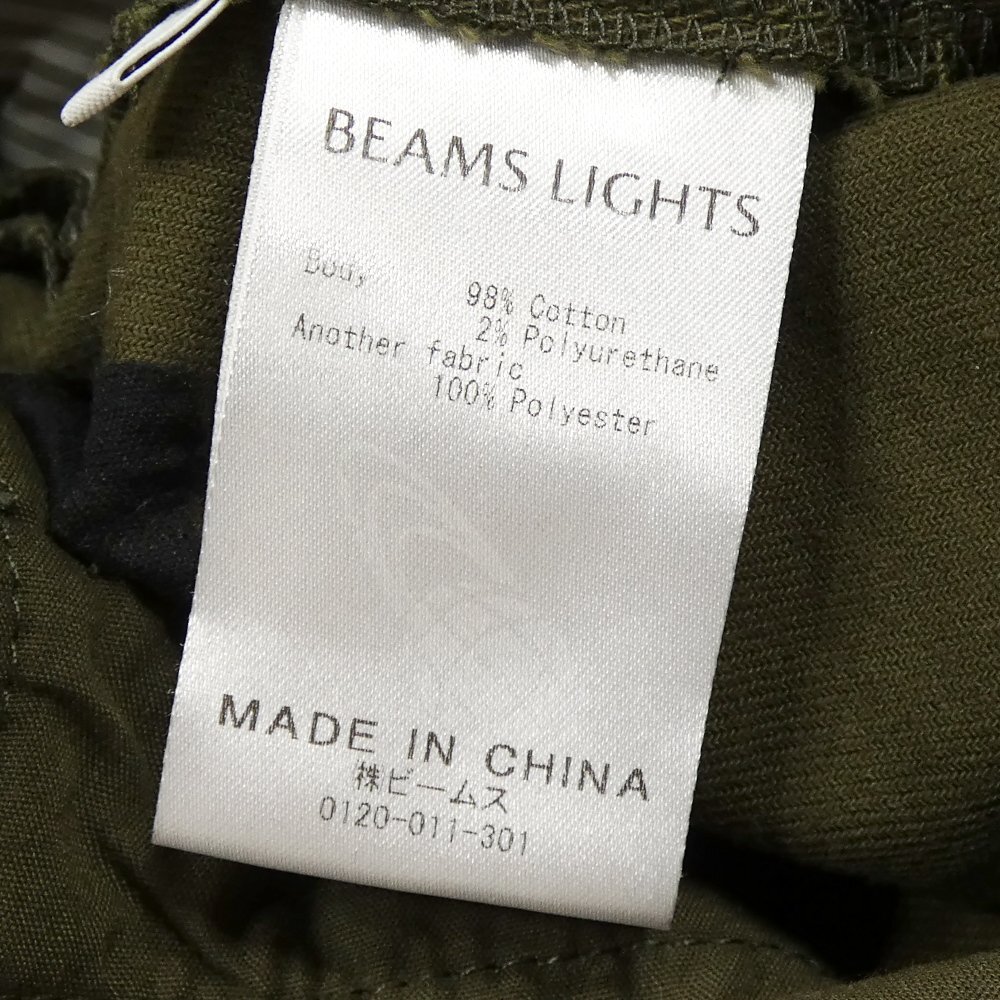 BEAMS LIGHTS
Body
98% Cotton
2% Polyurethane
Another fabric
100% Polyester
MADE IN CHINA
株ビームス
0120-011-301